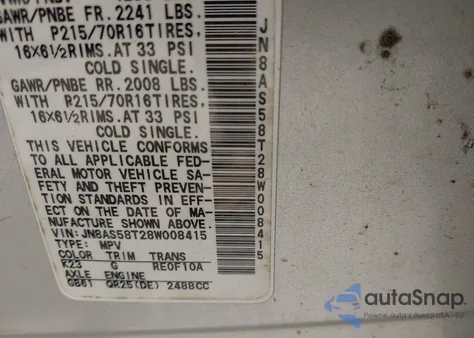 GAWR/PNBE FR. 2241 LBS.
WITH P215/70R16TIRES,
16X6½RIMS.AT 33 PSI
COLD SINGLE.
GAWR/PNBE RR. 2008 LBS.
WITH P215/70R16TIRES,
16X6½RIMS.AT 33 PSI
COLD SINGLE.
THIS VEHICLE CONFORMS
TO ALL APPLICABLE FED-
ERAL MOTOR VEHICLE SA-
FETY AND THEFT PREVEN-
TION STANDARDS IN EFF-
ECT ON THE DATE OF MA-
NUFACTURE SHOWN ABOVE.
VIN:JN8AS58T28W008415
TYPE: MPV
COLOR TRIM TRANS
K23 G RE0F10A
AXLE ENGINE
GB61 QR25(DE) 2488CC
JN8AS58T28W008415
autoSnap.